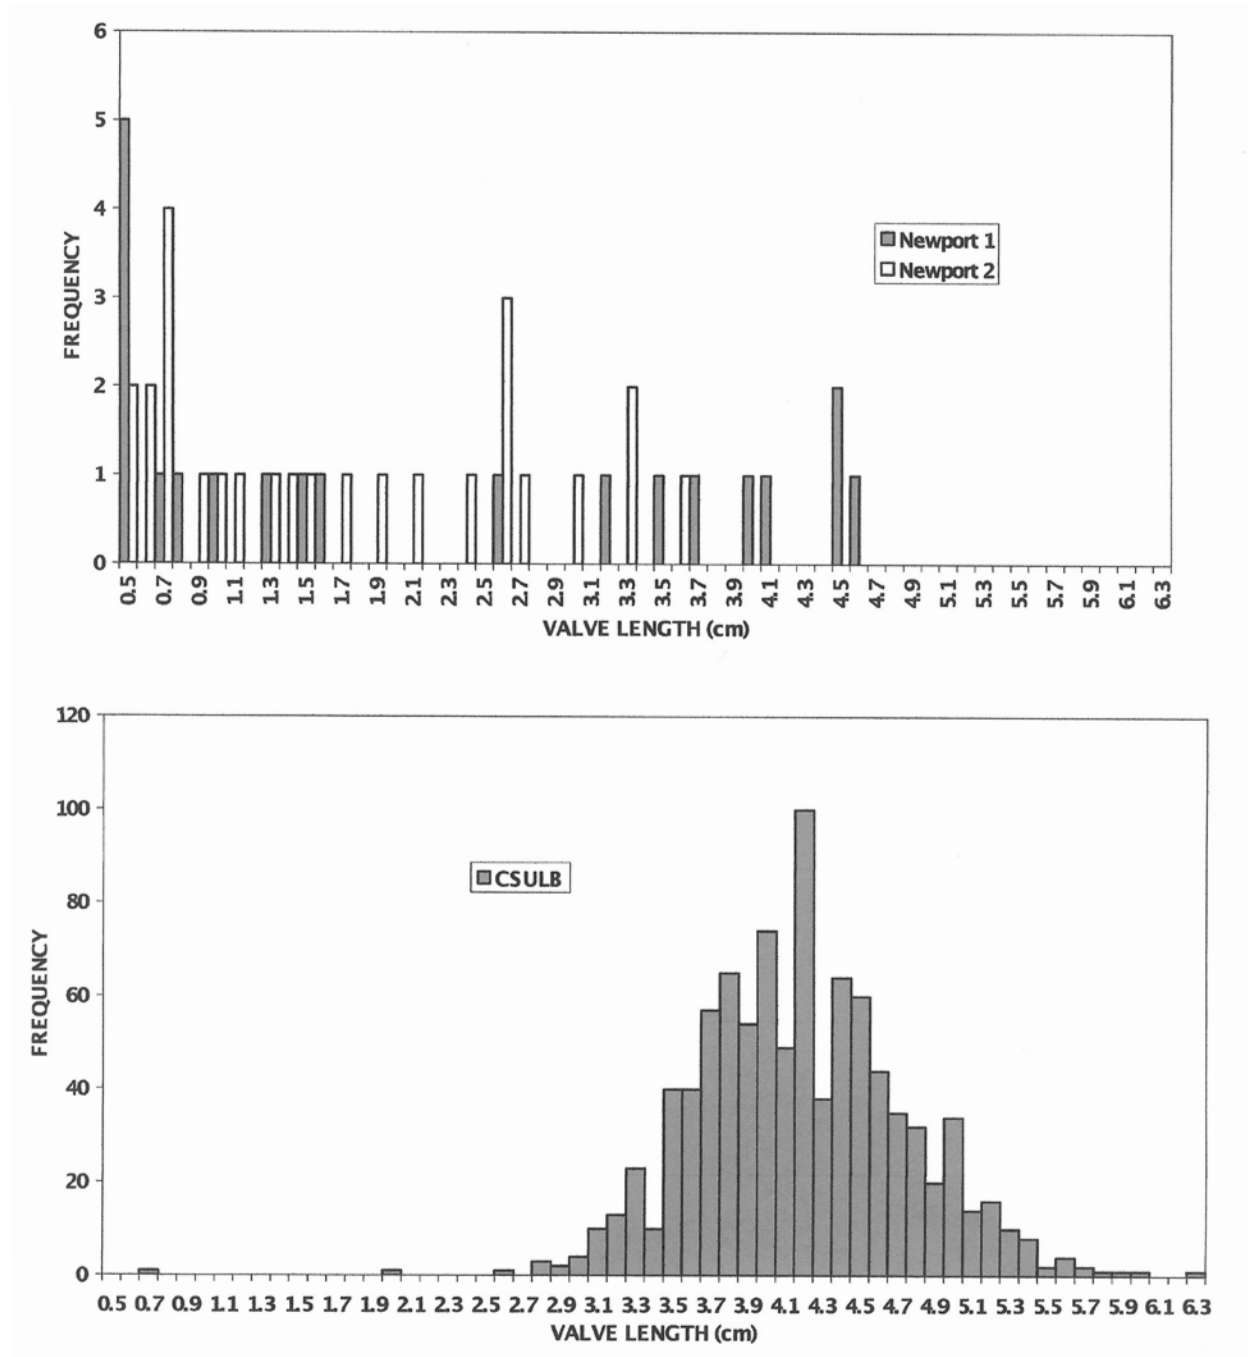 6
5
4
3
2
1
0
FREQUENCY
Newport 1
Newport 2
0.5 0.7 0.9 1.1 1.3 1.5 1.7 1.9 2.1 2.3 2.5 2.7 2.9 3.1 3.3 3.5 3.7 3.9 4.1 4.3 4.5 4.7 4.9 5.1 5.3 5.5 5.7 5.9 6.1 6.3
VALVE LENGTH (cm)
120
100
80
60
40
20
0
FREQUENCY
CSULB
0.5 0.7 0.9 1.1 1.3 1.5 1.7 1.9 2.1 2.3 2.5 2.7 2.9 3.1 3.3 3.5 3.7 3.9 4.1 4.3 4.5 4.7 4.9 5.1 5.3 5.5 5.7 5.9 6.1 6.3
VALVE LENGTH (cm)